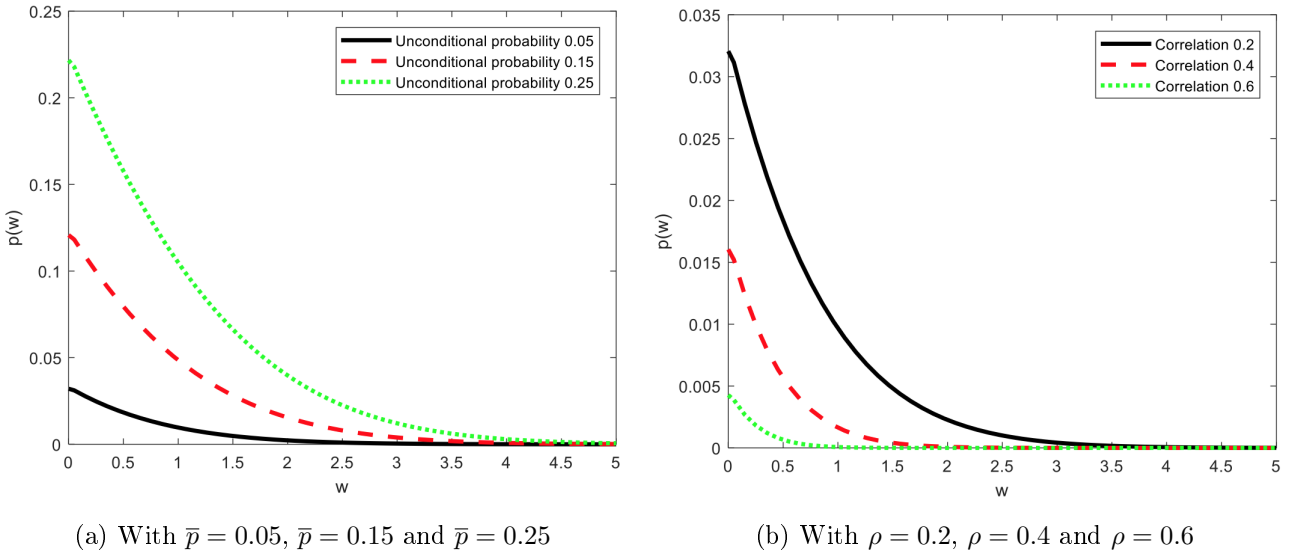 0.25
0.2
0.15
0.1
0.05
0
p(w)
0 0.5 1 1.5 2 2.5 3 3.5 4 4.5 5
w
Unconditional probability 0.05
Unconditional probability 0.15
Unconditional probability 0.25
(a) With p̅ = 0.05, p̅ = 0.15 and p̅ = 0.25
0.035
0.03
0.025
0.02
0.015
0.01
0.005
0
p(w)
0 0.5 1 1.5 2 2.5 3 3.5 4 4.5 5
w
Correlation 0.2
Correlation 0.4
Correlation 0.6
(b) With ρ = 0.2, ρ = 0.4 and ρ = 0.6